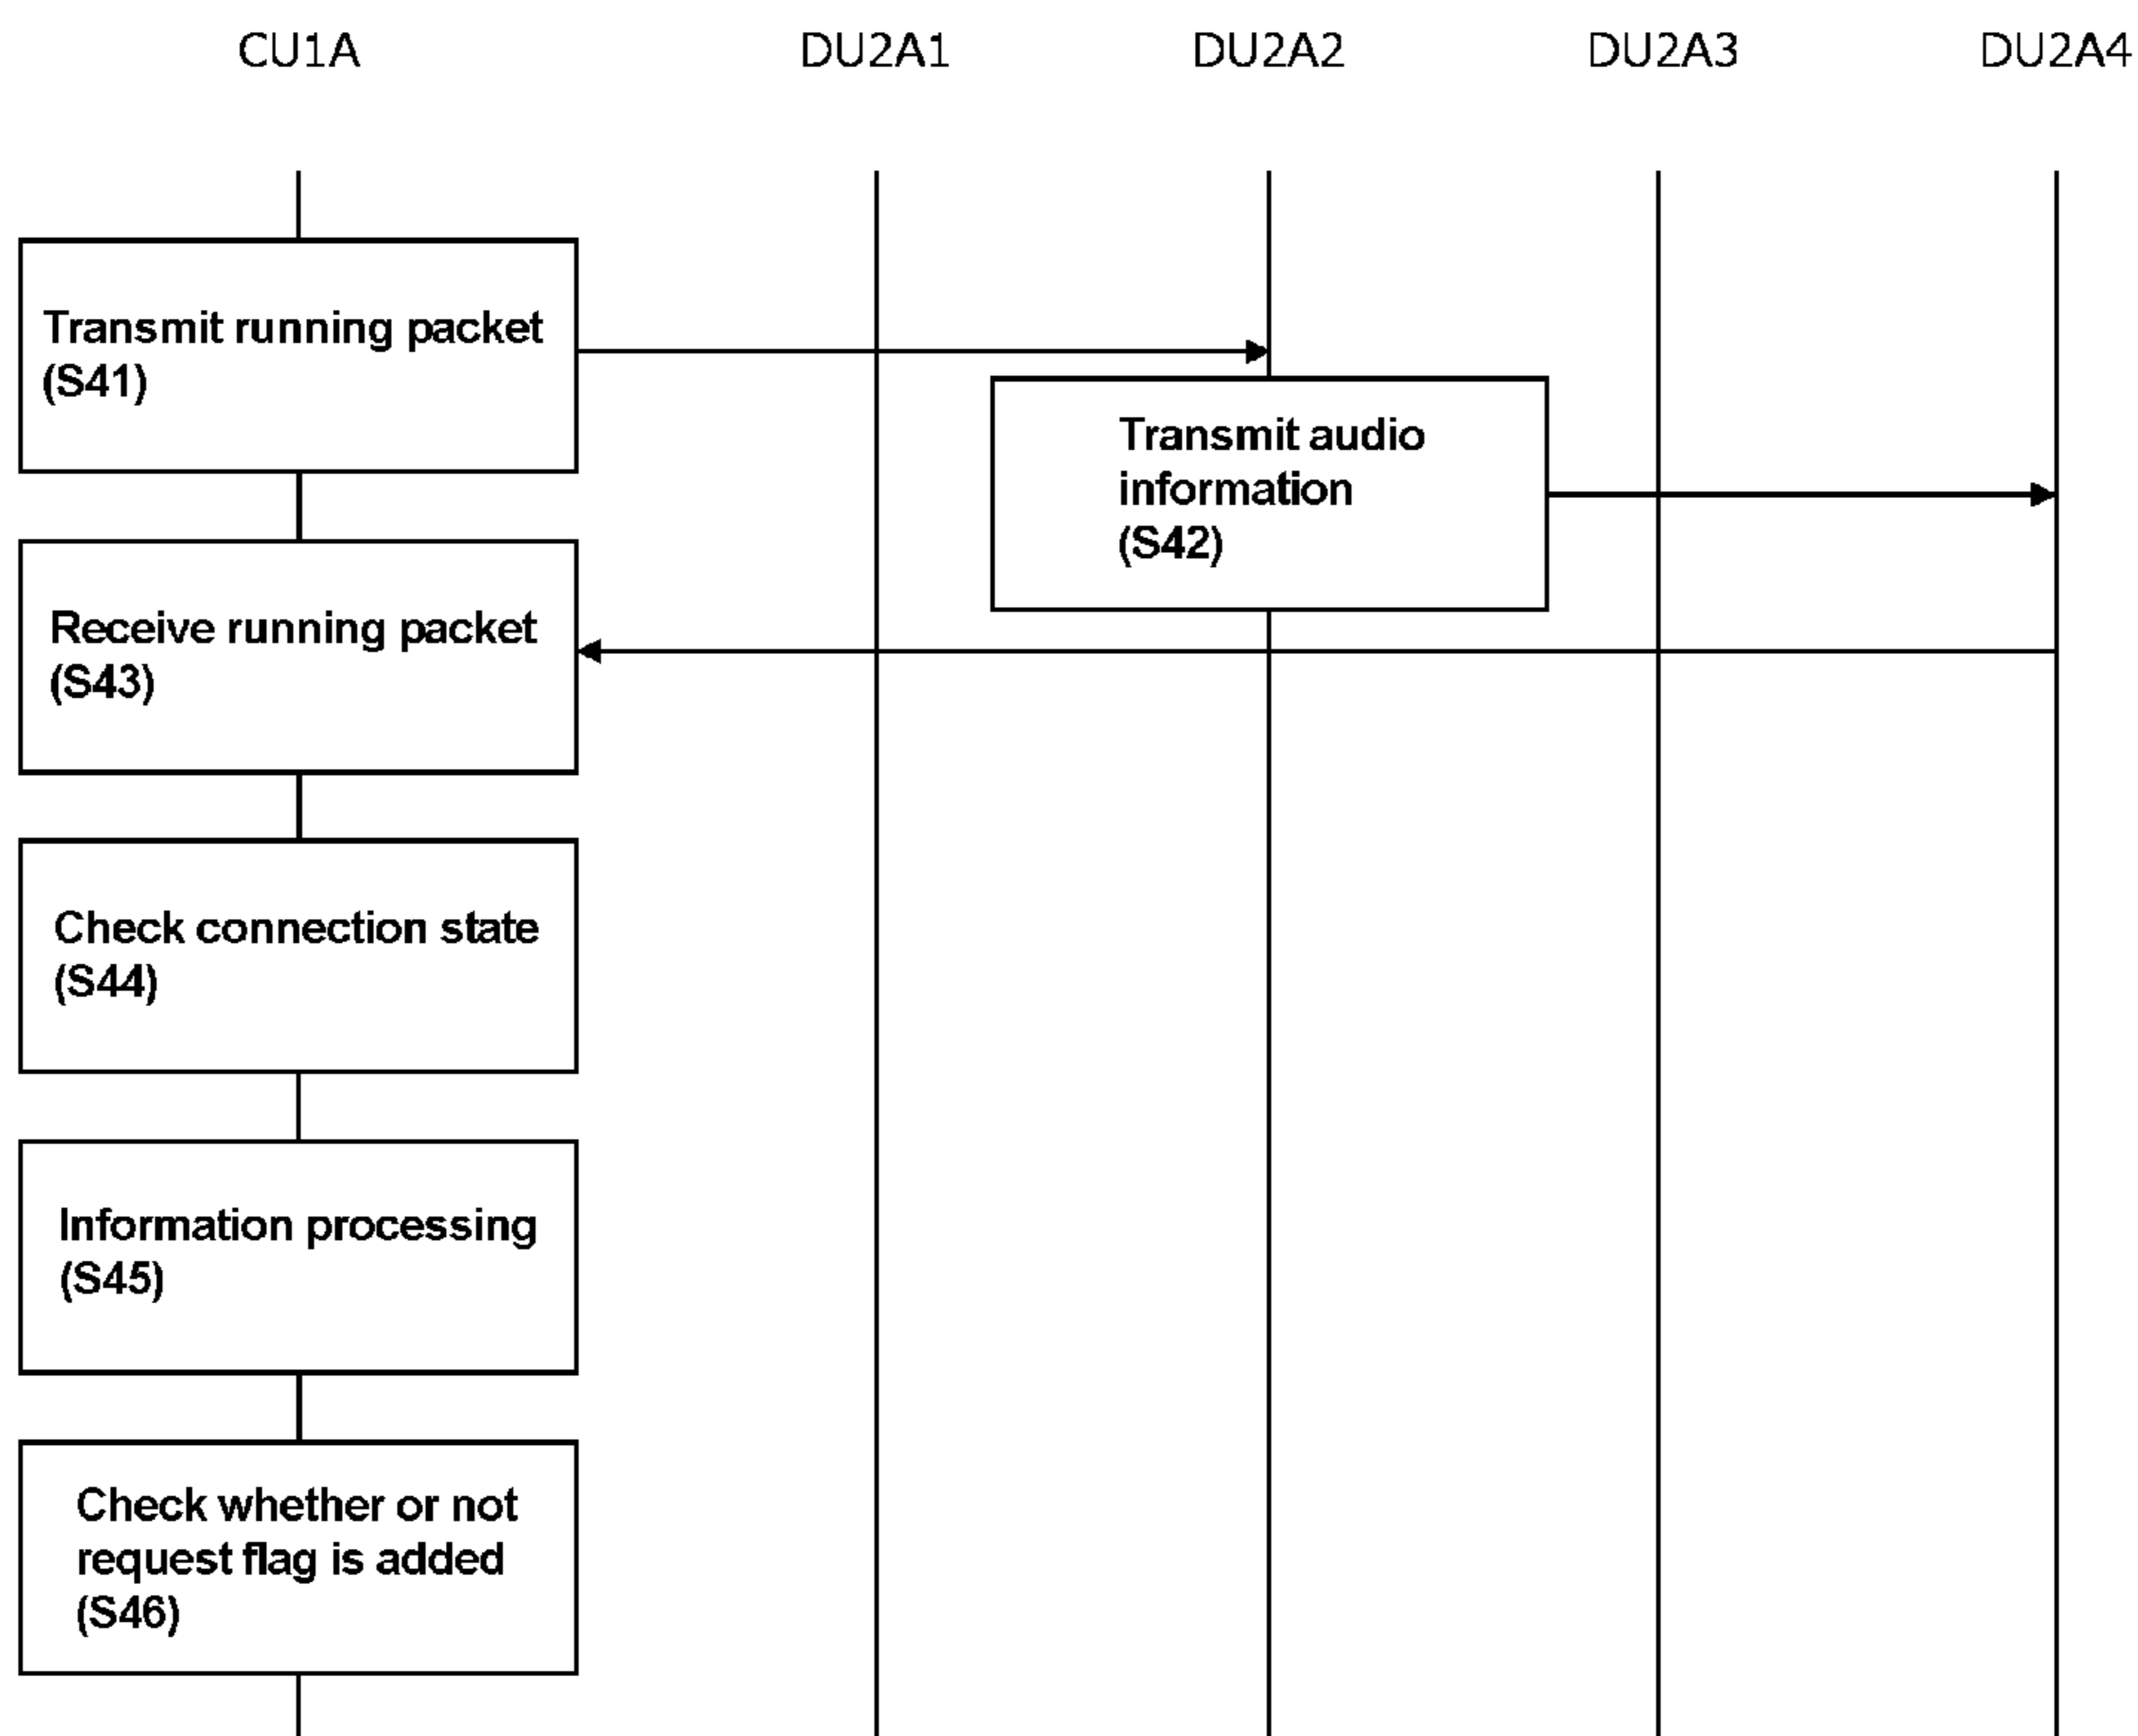 CU1A
DU2A1
DU2A2
DU2A3
DU2A4
Transmit running packet
(S41)
Transmit audio
information
(S42)
Receive running packet
(S43)
Check connection state
(S44)
Information processing
(S45)
Check whether or not
request flag is added
(S46)